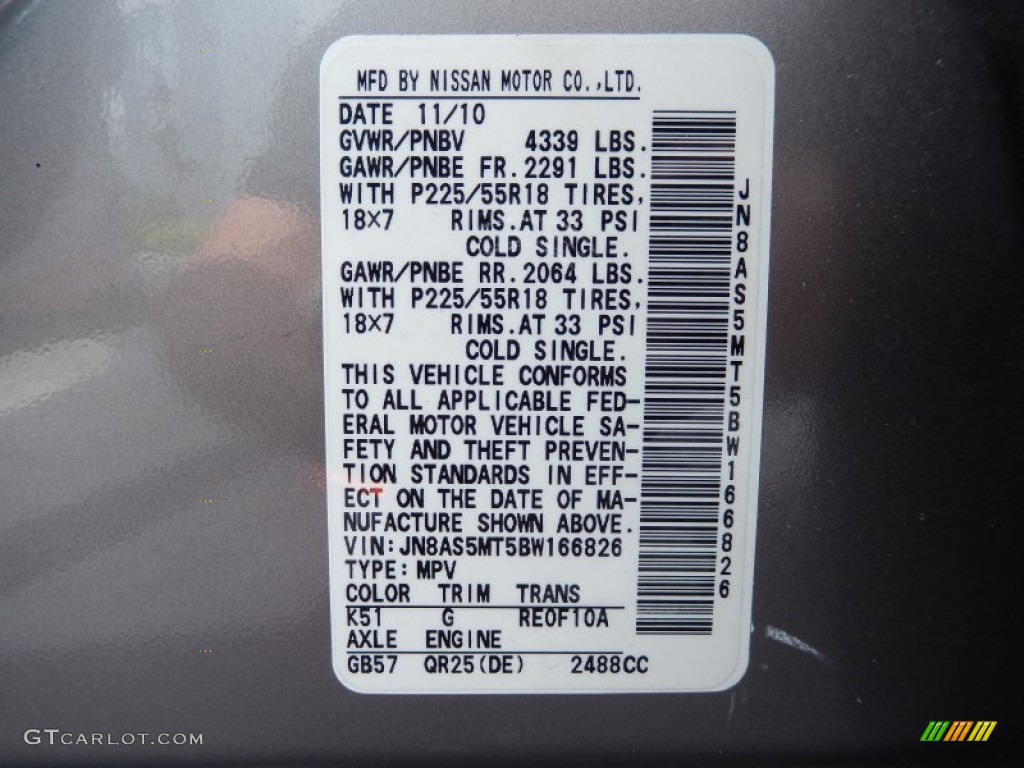 MFD BY NISSAN MOTOR CO.,LTD.
DATE 11/10
GVWR/PNBV 4339 LBS.
GAWR/PNBE FR.2291 LBS.
WITH P225/55R18 TIRES,
18×7 RIMS.AT 33 PSI
COLD SINGLE.
GAWR/PNBE RR.2064 LBS.
WITH P225/55R18 TIRES,
18×7 RIMS.AT 33 PSI
COLD SINGLE.
THIS VEHICLE CONFORMS
TO ALL APPLICABLE FED-
ERAL MOTOR VEHICLE SA-
FETY AND THEFT PREVEN-
TION STANDARDS IN EFF-
ECT ON THE DATE OF MA-
NUFACTURE SHOWN ABOVE.
VIN:JN8AS5MT5BW166826
TYPE:MPV
COLOR TRIM TRANS
K51 G RE0F10A
AXLE ENGINE
GB57 QR25(DE) 2488CC
JN8AS5MT5BW166826
GTCARLOT.COM